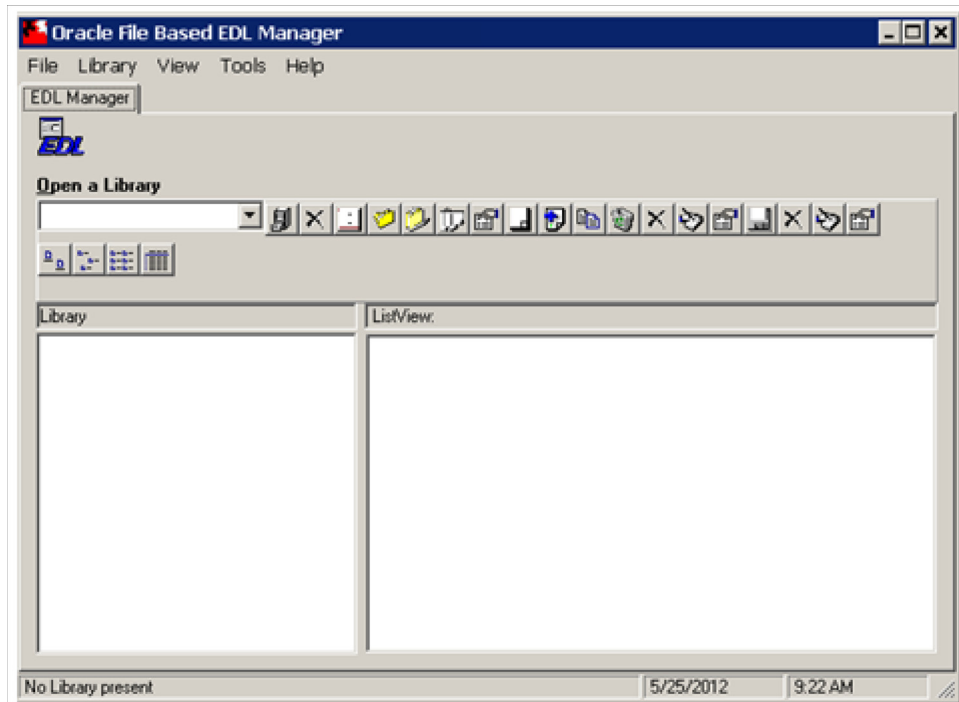 Oracle File Based EDL Manager
File Library View Tools Help
EDL Manager
EDL
Open a Library
Library ListView:
No Library present 5/25/2012 9:22 AM